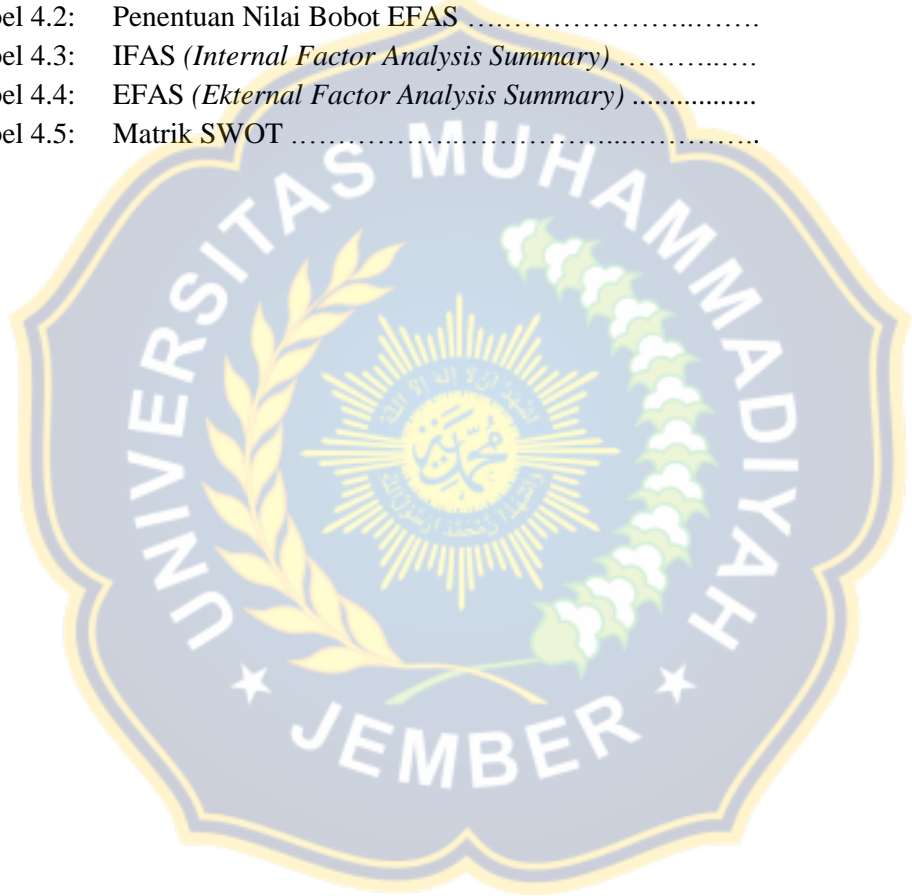 bel 4.2: Penentuan Nilai Bobot EFAS ….…………………..…….
bel 4.3: IFAS (Internal Factor Analysis Summary) ………..….
bel 4.4: EFAS (Ekternal Factor Analysis Summary) .................
bel 4.5: Matrik SWOT ……………..……………...…………..
UNIVERSITAS MUHAMMADIYAH
JEMBER